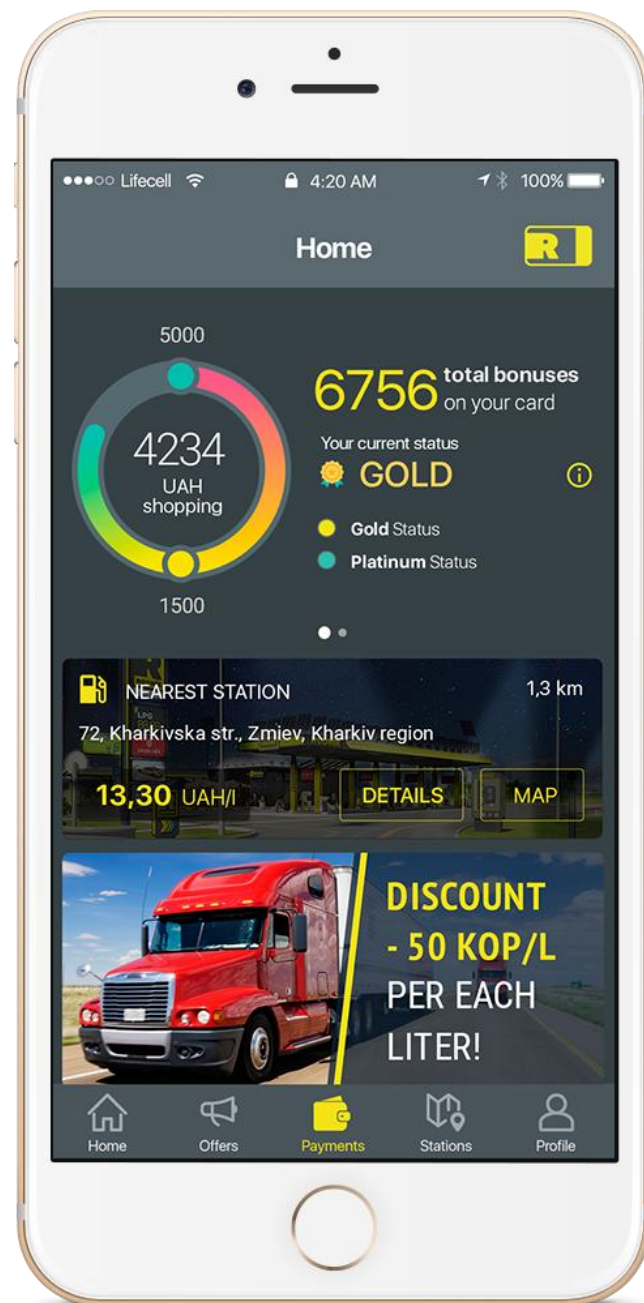 Lifecell 4:20 AM 100%
Home
R
5000
4234
UAH
shopping
1500
6756 total bonuses
on your card
Your current status
GOLD
Gold Status
Platinum Status
NEAREST STATION 1,3 km
72, Kharkivska str., Zmiev, Kharkiv region
13,30 UAH/l DETAILS MAP
DISCOUNT
- 50 KOP/L
PER EACH
LITER!
Home Offers Payments Stations Profile